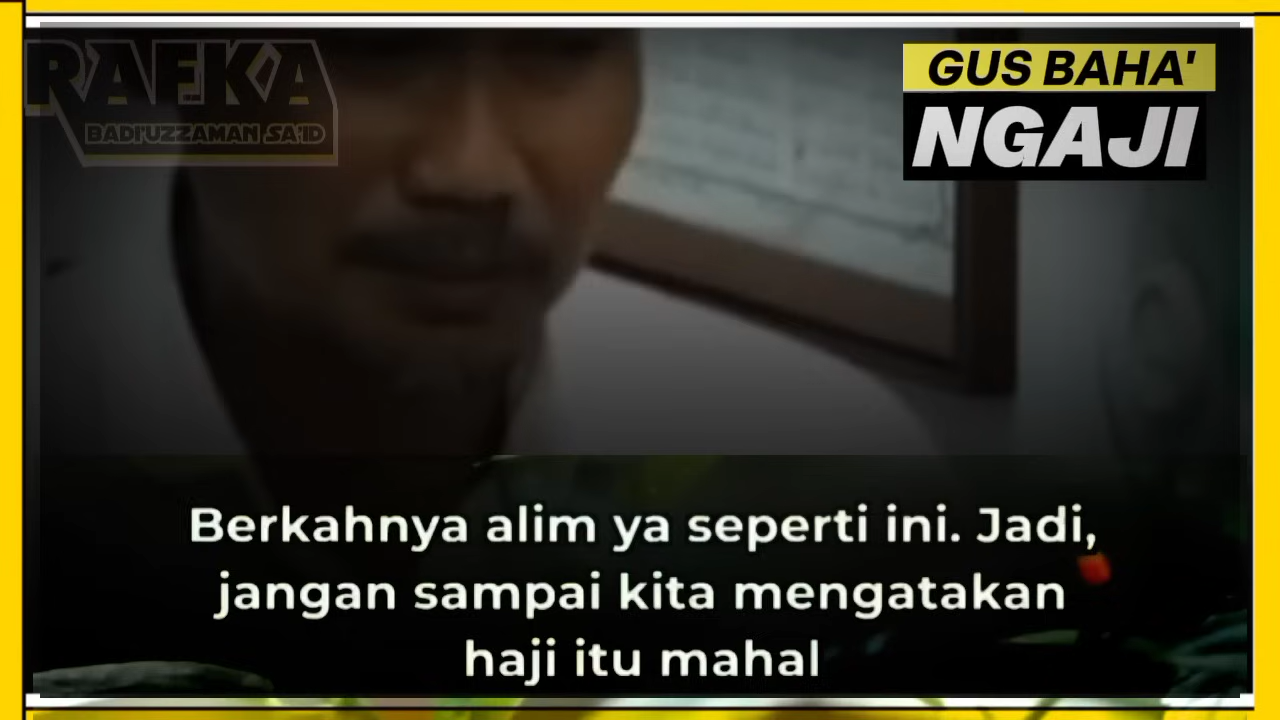 RAFKA
BADI'UZZAMAN SA'ID
GUS BAHA'
NGAJI
Berkahnya alim ya seperti ini. Jadi,
jangan sampai kita mengatakan
haji itu mahal